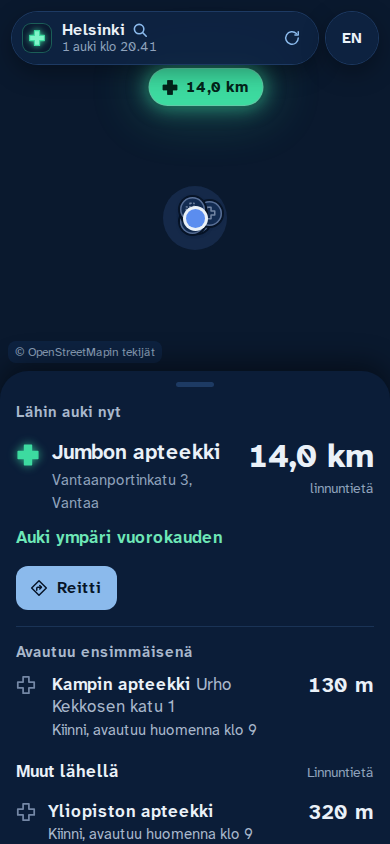 Helsinki
1 auki klo 20.41
EN
14,0 km
© OpenStreetMapin tekijät
Lähin auki nyt
Jumbon apteekki
14,0 km
Vantaanportinkatu 3,
Vantaa
linnuntietä
Auki ympäri vuorokauden
Reitti
Avautuu ensimmäisenä
Kampin apteekki Urho
Kekkosen katu 1
130 m
Kiinni, avautuu huomenna klo 9
Muut lähellä
Linnuntietä
Yliopiston apteekki
320 m
Kiinni, avautuu huomenna klo 9